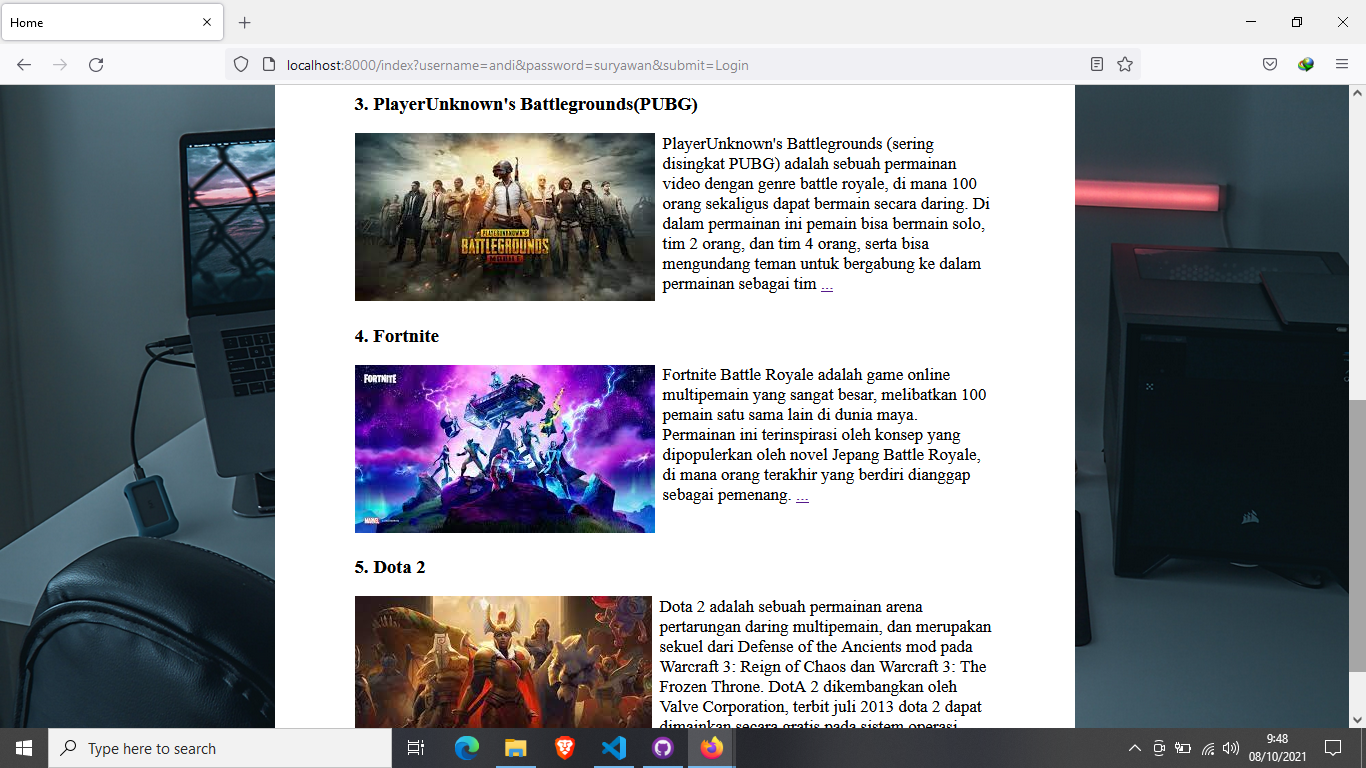 Home
localhost:8000/index?username=andi&password=suryawan&submit=Login
3. PlayerUnknown's Battlegrounds(PUBG)
PLAYERUNKNOWN'S
BATTLEGROUNDS
MOBILE
PlayerUnknown's Battlegrounds (sering
disingkat PUBG) adalah sebuah permainan
video dengan genre battle royale, di mana 100
orang sekaligus dapat bermain secara daring. Di
dalam permainan ini pemain bisa bermain solo,
tim 2 orang, dan tim 4 orang, serta bisa
mengundang teman untuk bergabung ke dalam
permainan sebagai tim ...
4. Fortnite
FORTNITE
MARVEL
Fortnite Battle Royale adalah game online
multipemain yang sangat besar, melibatkan 100
pemain satu sama lain di dunia maya.
Permainan ini terinspirasi oleh konsep yang
dipopulerkan oleh novel Jepang Battle Royale,
di mana orang terakhir yang berdiri dianggap
sebagai pemenang. ...
5. Dota 2
Dota 2 adalah sebuah permainan arena
pertarungan daring multipemain, dan merupakan
sekuel dari Defense of the Ancients mod pada
Warcraft 3: Reign of Chaos dan Warcraft 3: The
Frozen Throne. DotA 2 dikembangkan oleh
Valve Corporation, terbit juli 2013 dota 2 dapat
dimainkan secara gratis pada sistem operasi
Type here to search
9:48
08/10/2021